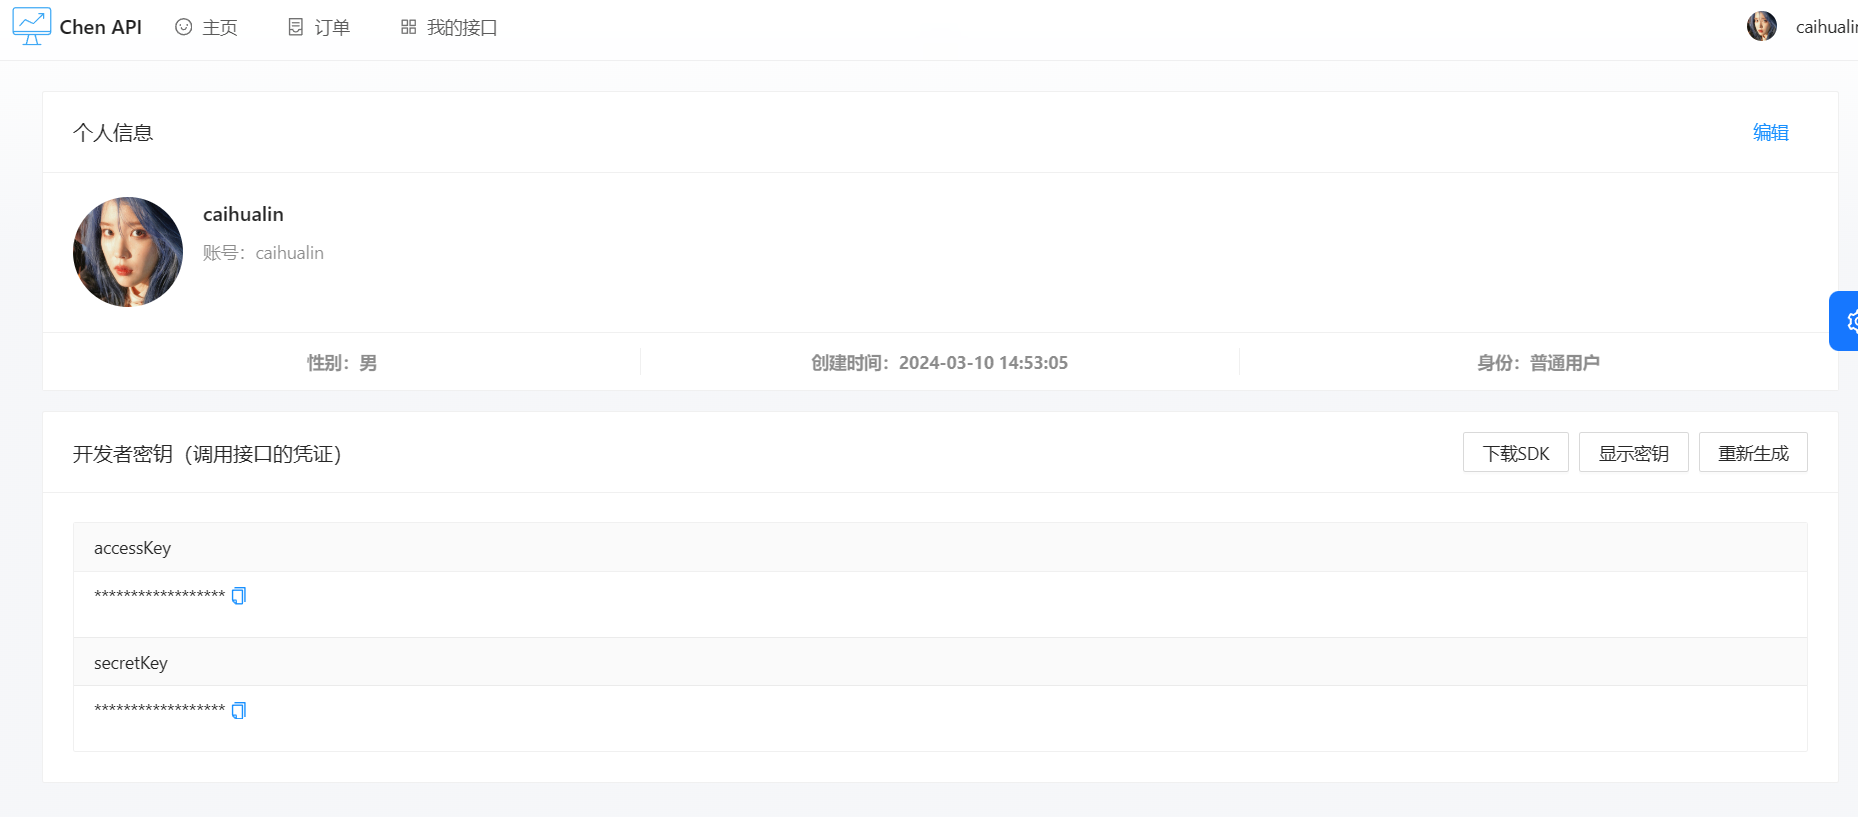 Chen API 主页 订单 我的接口 caihualin
个人信息 编辑
caihualin
账号：caihualin
性别：男 创建时间：2024-03-10 14:53:05 身份：普通用户
开发者密钥（调用接口的凭证） 下载SDK 显示密钥 重新生成
accessKey
******************
secretKey
******************